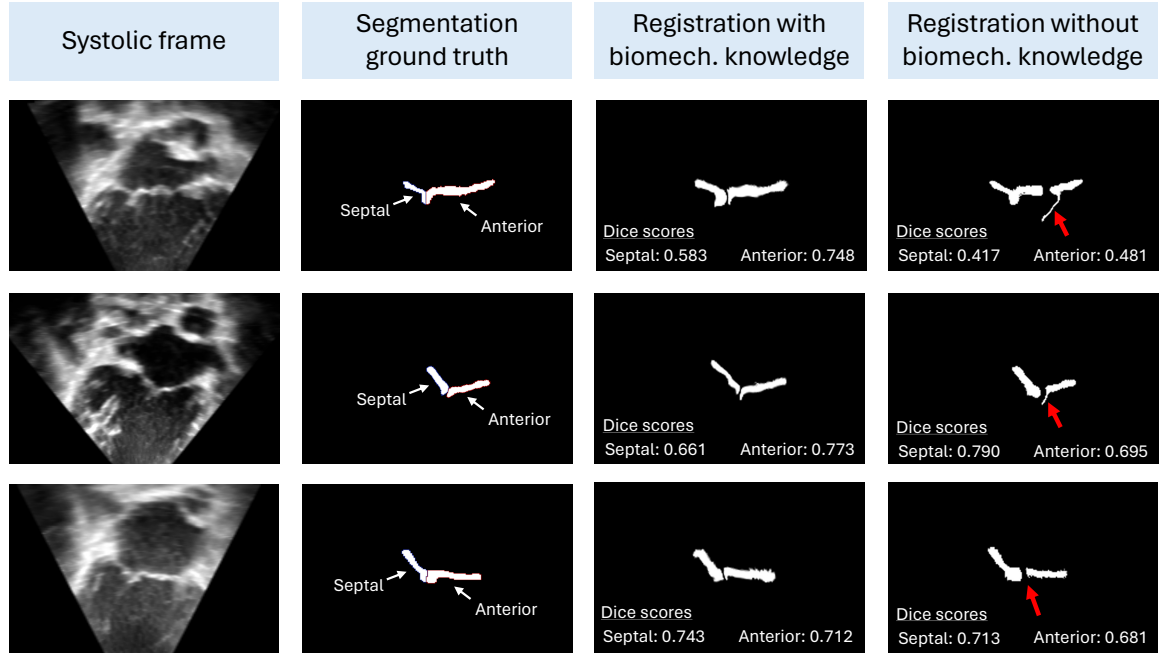 Systolic frame
Segmentation
ground truth
Registration with
biomech. knowledge
Registration without
biomech. knowledge
Septal
Anterior
Dice scores
Septal: 0.583 Anterior: 0.748
Dice scores
Septal: 0.417 Anterior: 0.481
Septal
Anterior
Dice scores
Septal: 0.661 Anterior: 0.773
Dice scores
Septal: 0.790 Anterior: 0.695
Septal
Anterior
Dice scores
Septal: 0.743 Anterior: 0.712
Dice scores
Septal: 0.713 Anterior: 0.681